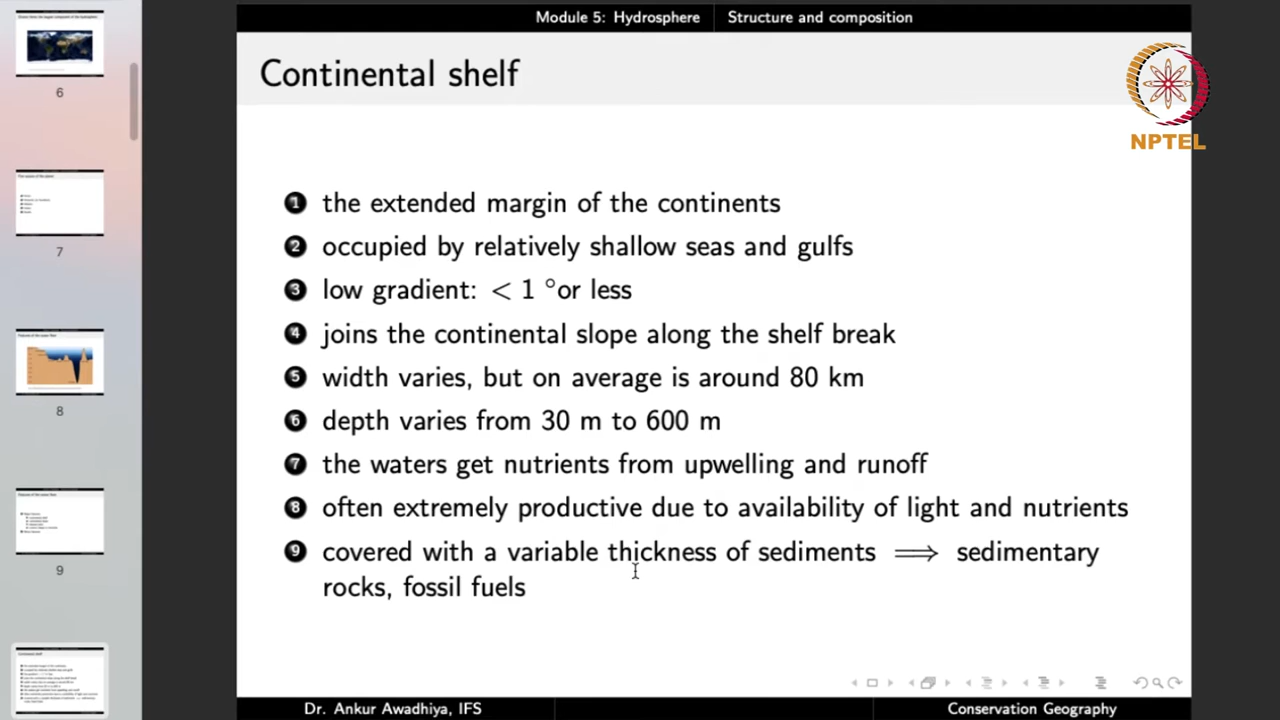 Module 5: Hydrosphere Structure and composition
Continental shelf
NPTEL
1 the extended margin of the continents
2 occupied by relatively shallow seas and gulfs
3 low gradient: < 1 °or less
4 joins the continental slope along the shelf break
5 width varies, but on average is around 80 km
6 depth varies from 30 m to 600 m
7 the waters get nutrients from upwelling and runoff
8 often extremely productive due to availability of light and nutrients
9 covered with a variable thickness of sediments ⟹ sedimentary
rocks, fossil fuels
Dr. Ankur Awadhiya, IFS Conservation Geography
6
7
8
9
Continental shelf